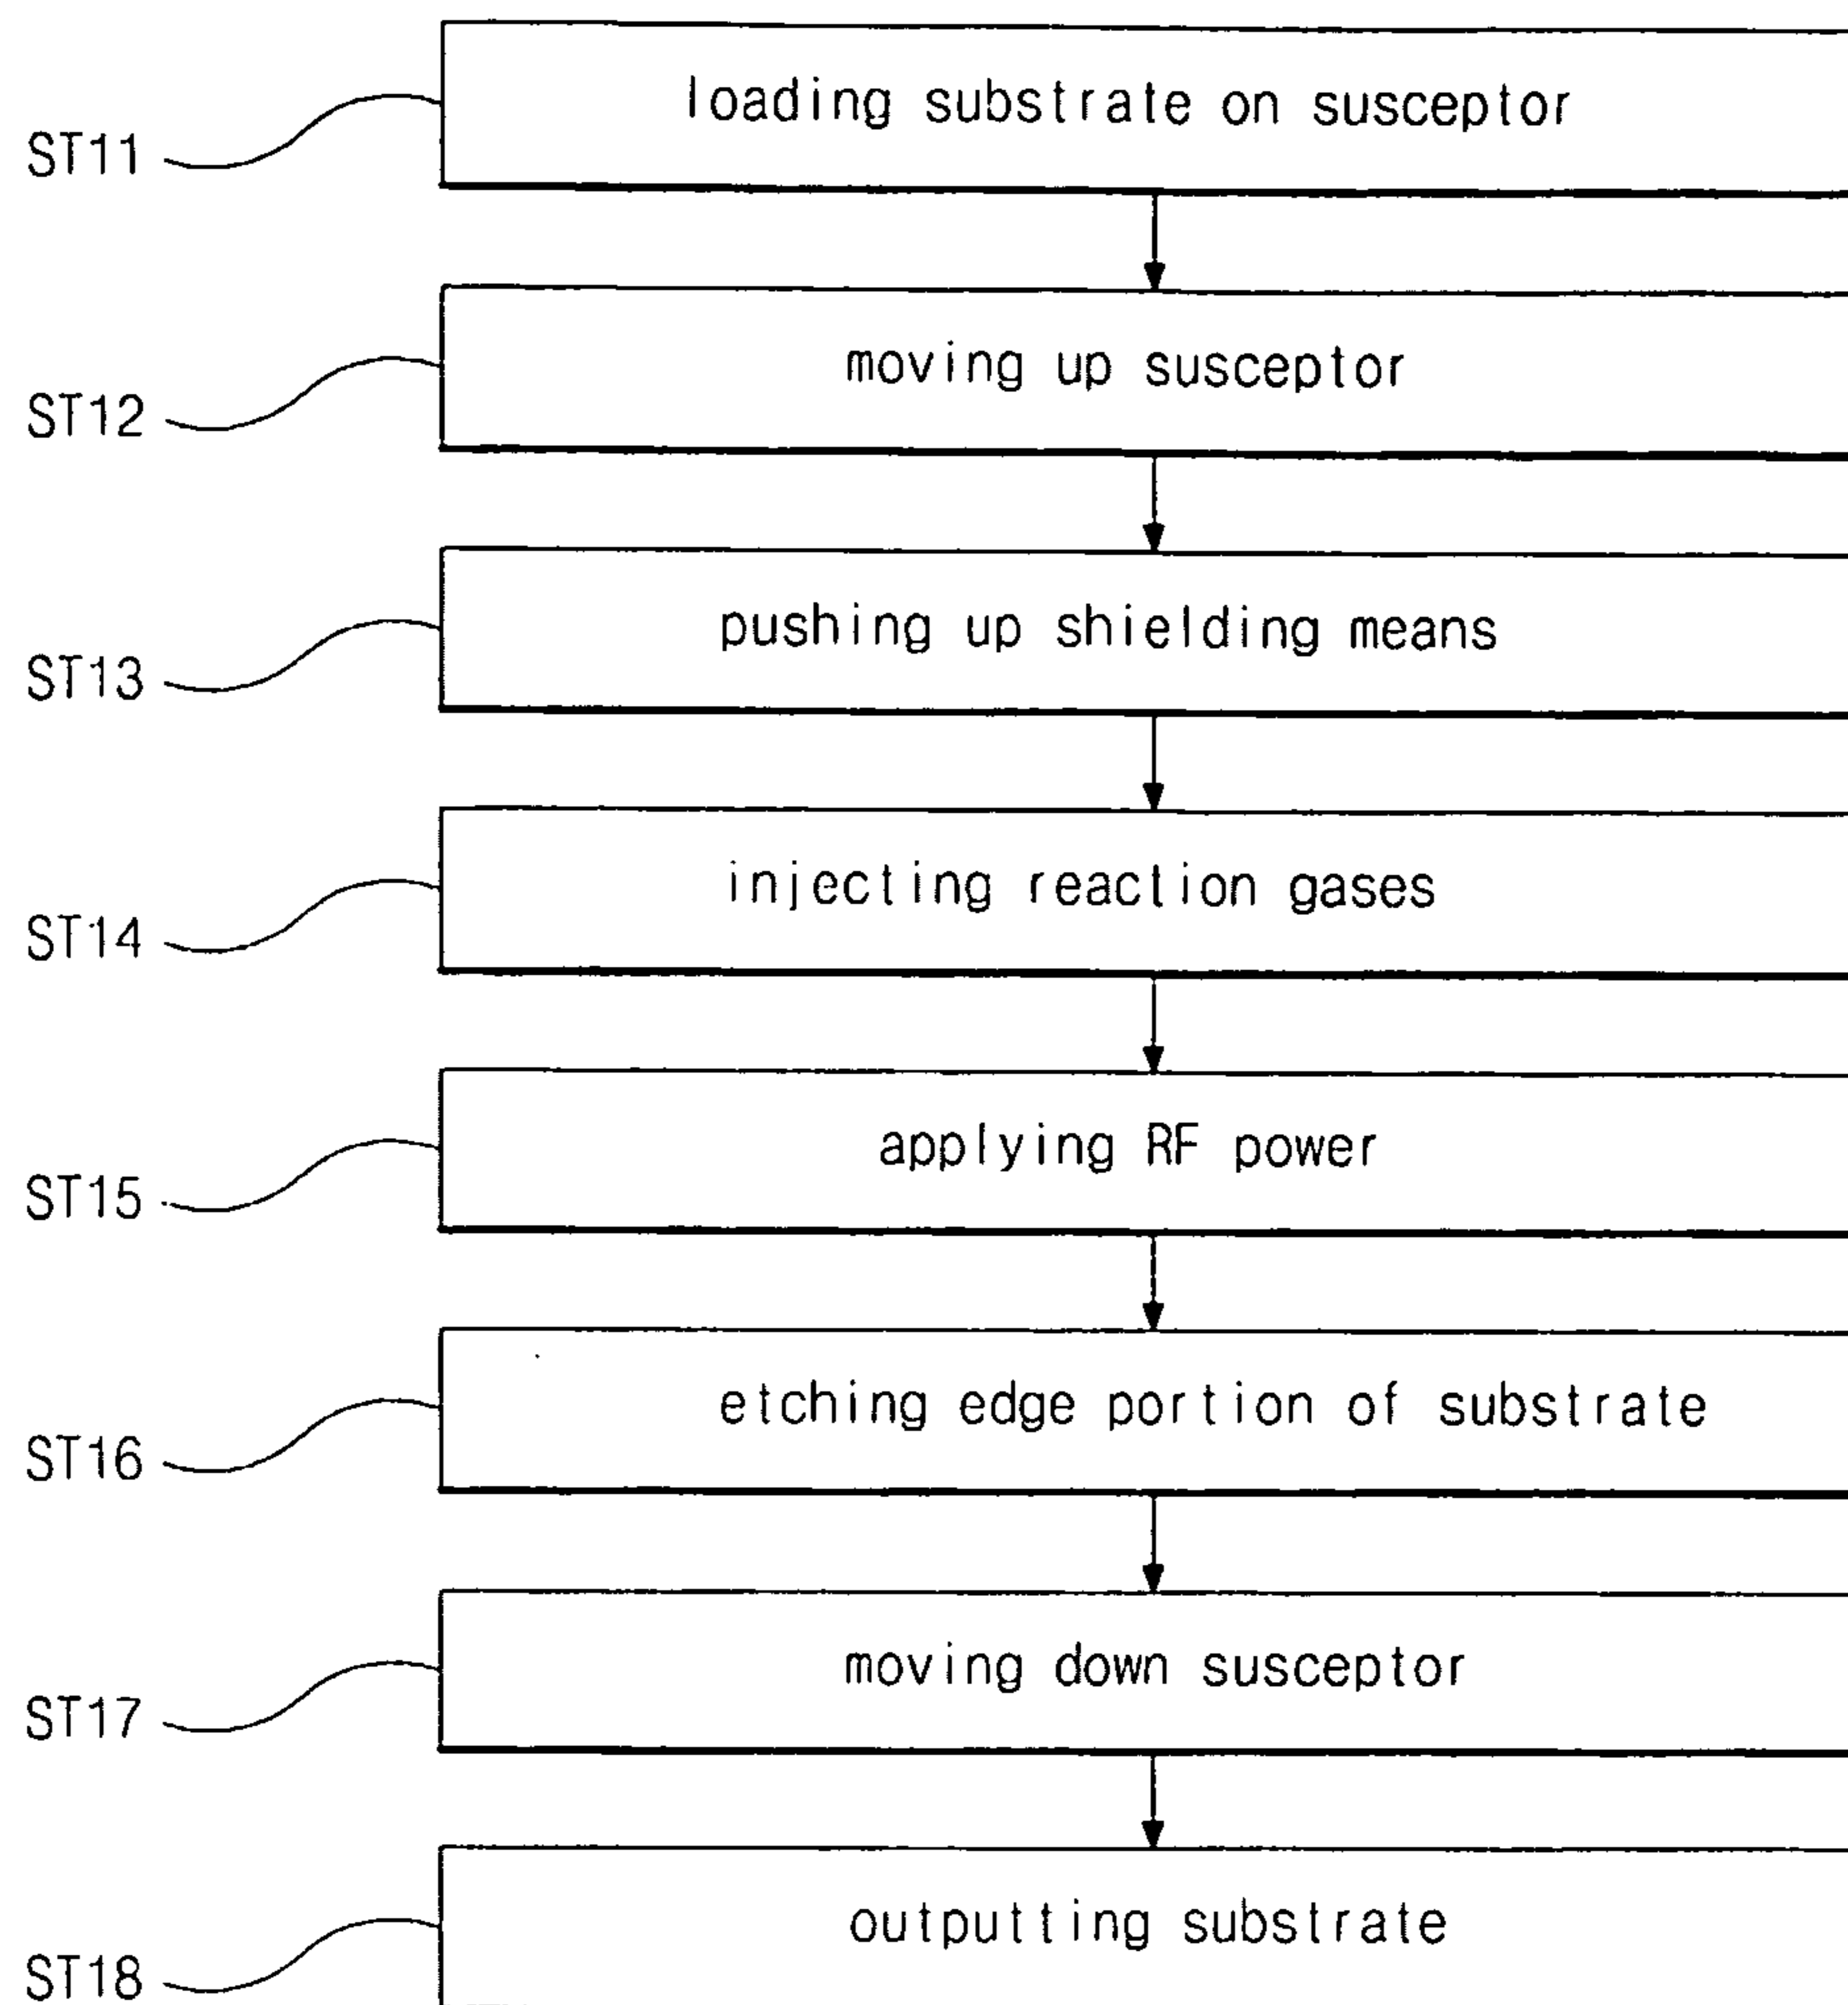 loading substrate on susceptor
ST11
moving up susceptor
ST12
pushing up shielding means
ST13
injecting reaction gases
ST14
applying RF power
ST15
etching edge portion of substrate
ST16
moving down susceptor
ST17
outputting substrate
ST18